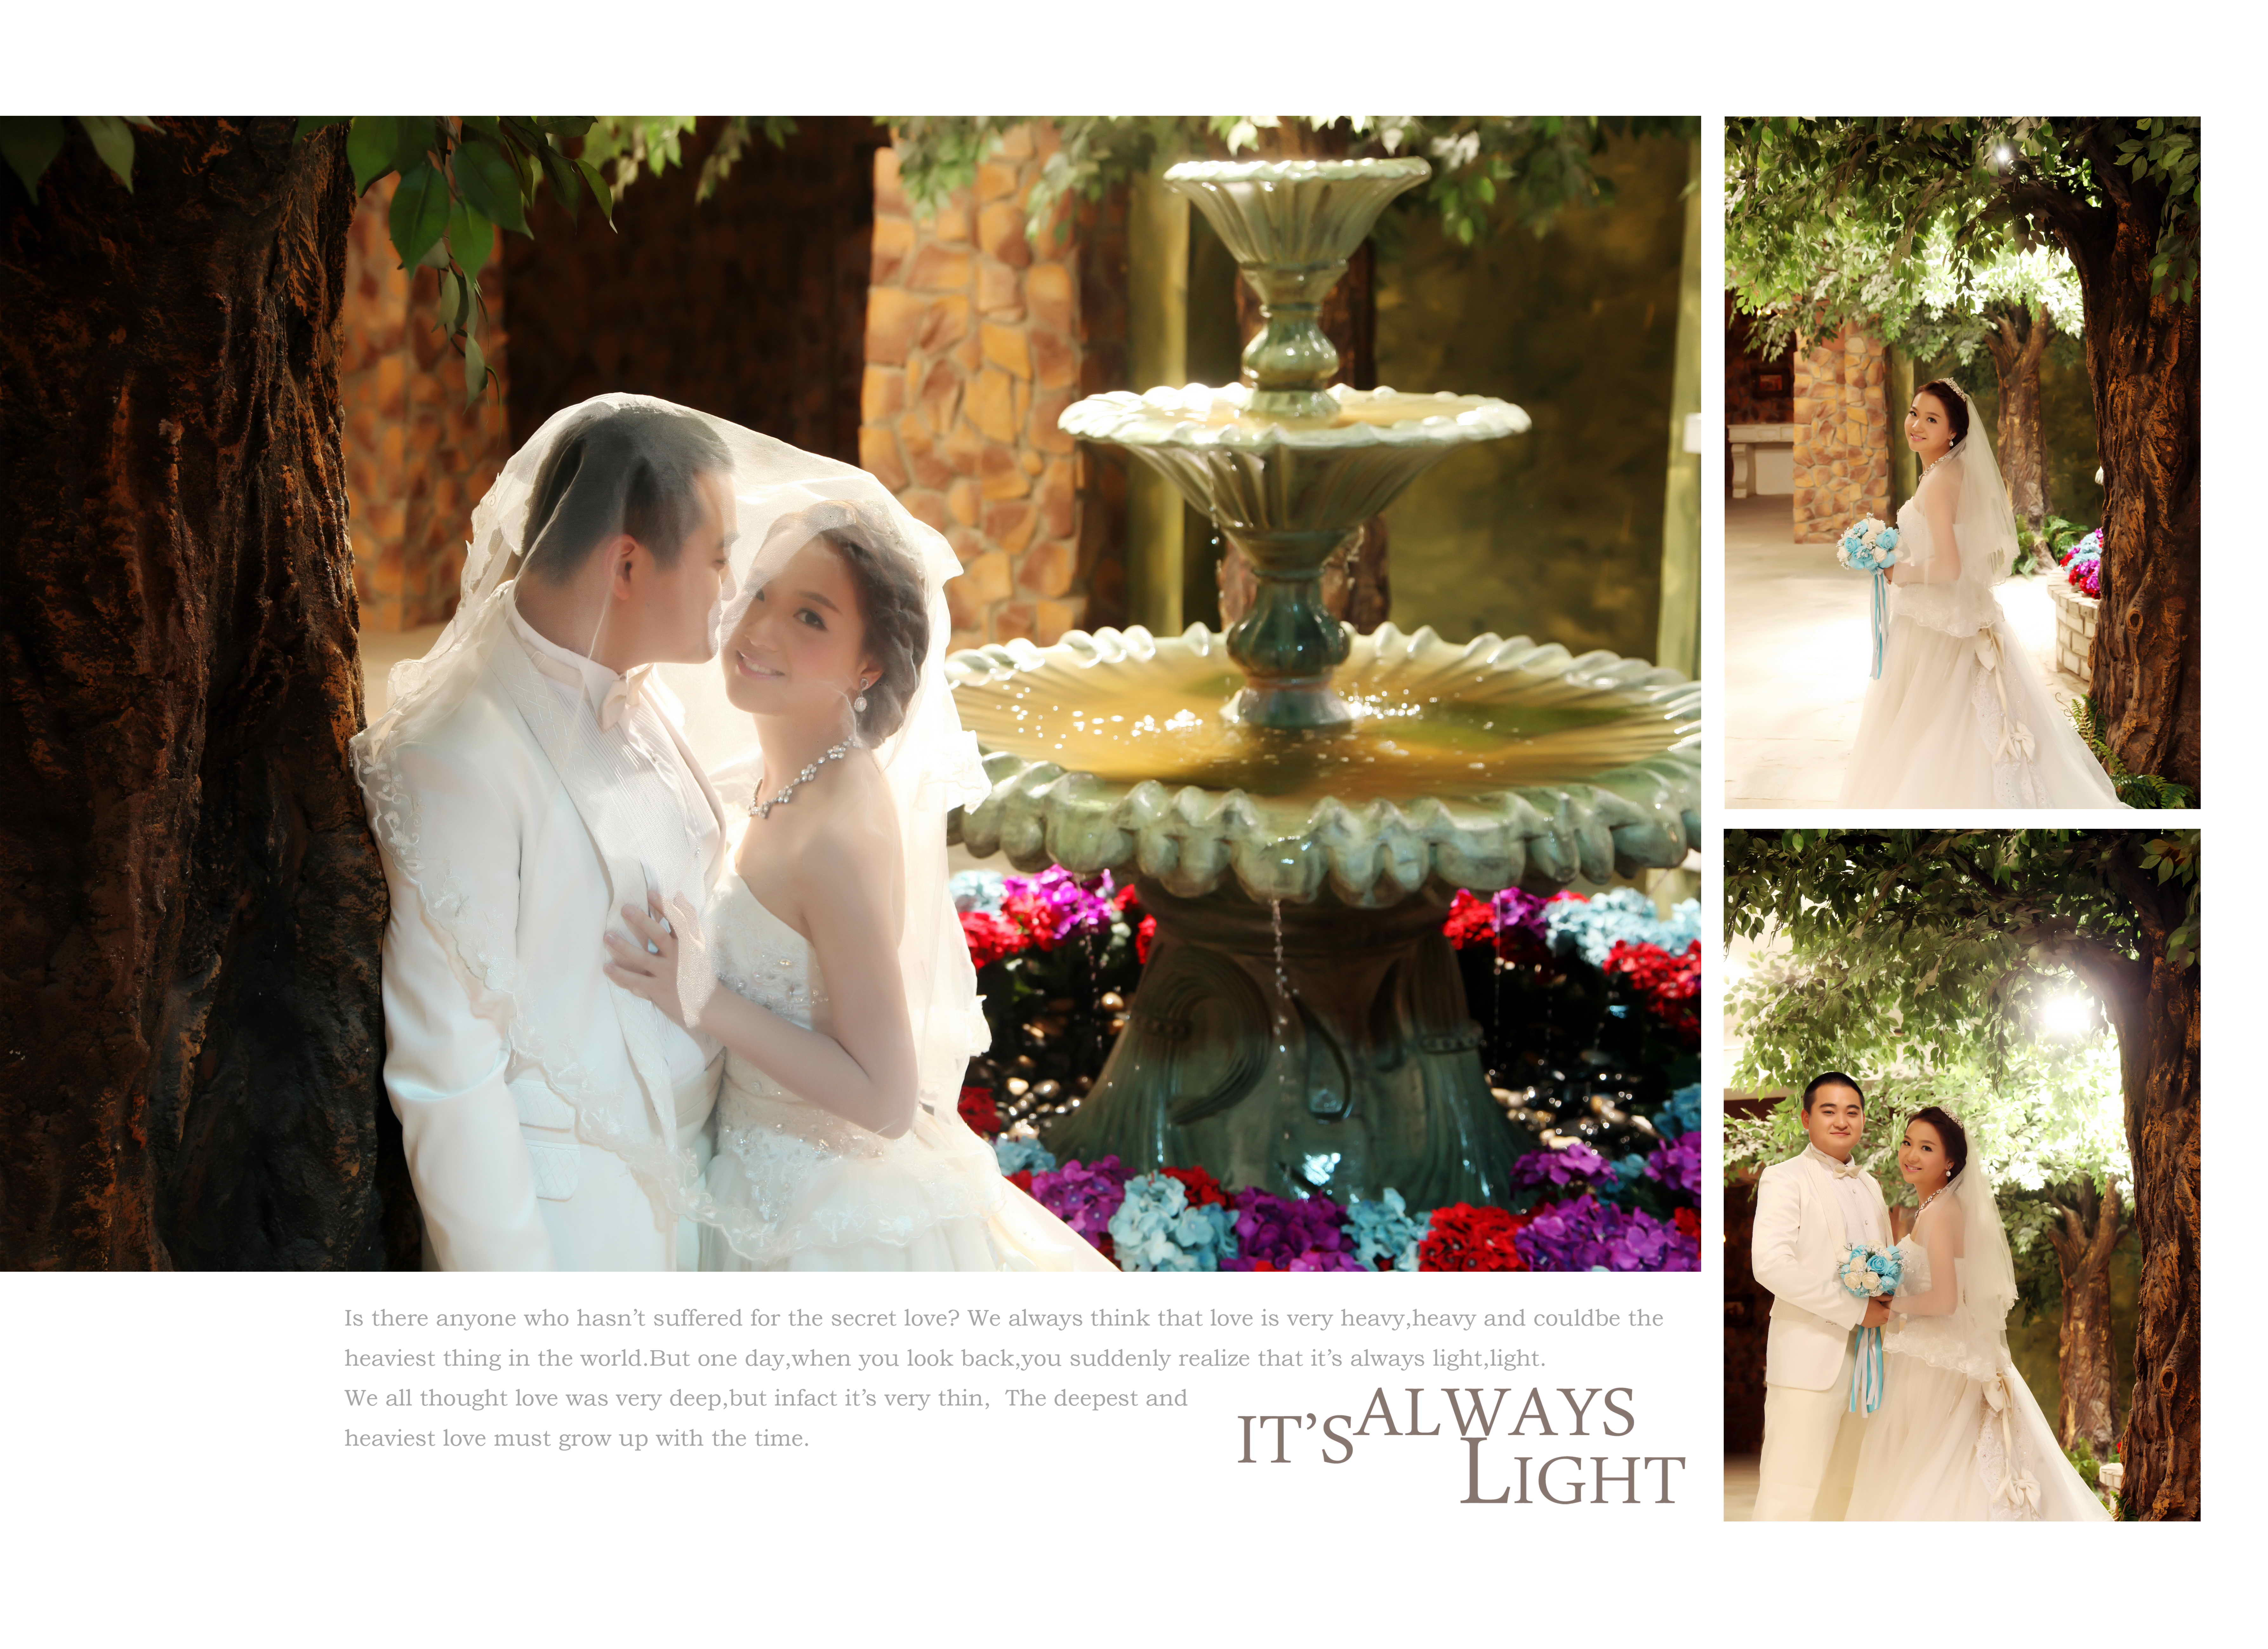 Is there anyone who hasn’t suffered for the secret love? We always think that love is very heavy,heavy and couldbe the
heaviest thing in the world.But one day,when you look back,you suddenly realize that it’s always light,light.
We all thought love was very deep,but infact it’s very thin,  The deepest and
heaviest love must grow up with the time.
IT’S ALWAYS
LIGHT